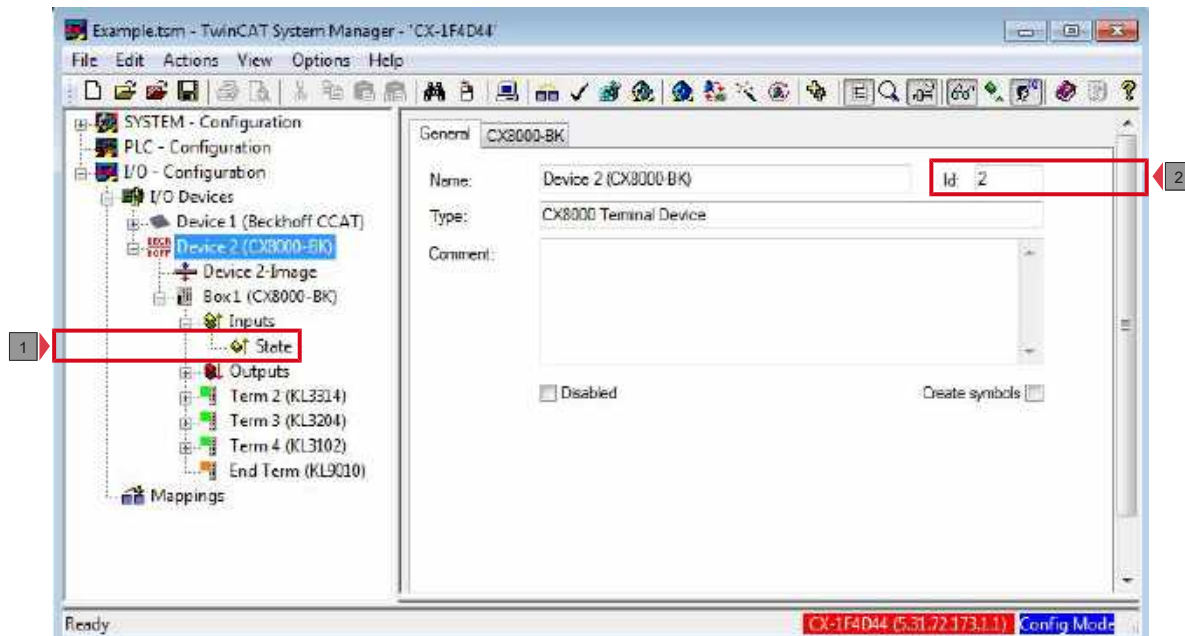 Example.tsm - TwinCAT System Manager - 'CX-1F4D44'
File Edit Actions View Options Help
SYSTEM - Configuration
PLC - Configuration
I/O - Configuration
I/O Devices
Device 1 (Beckhoff CCAT)
Device 2 (CX8000-BK)
Device 2-Image
Box 1 (CX8000-BK)
Inputs
State
Outputs
Term 2 (KL3314)
Term 3 (KL3204)
Term 4 (KL3102)
End Term (KL9010)
Mappings
1
General CX8000-BK
Name: Device 2 (CX8000-BK) Id: 2
2
Type: CX8000 Terminal Device
Comment:
Disabled Create symbols
Ready CX-1F4D44 (5.31.72.173.1.1) Config Mode